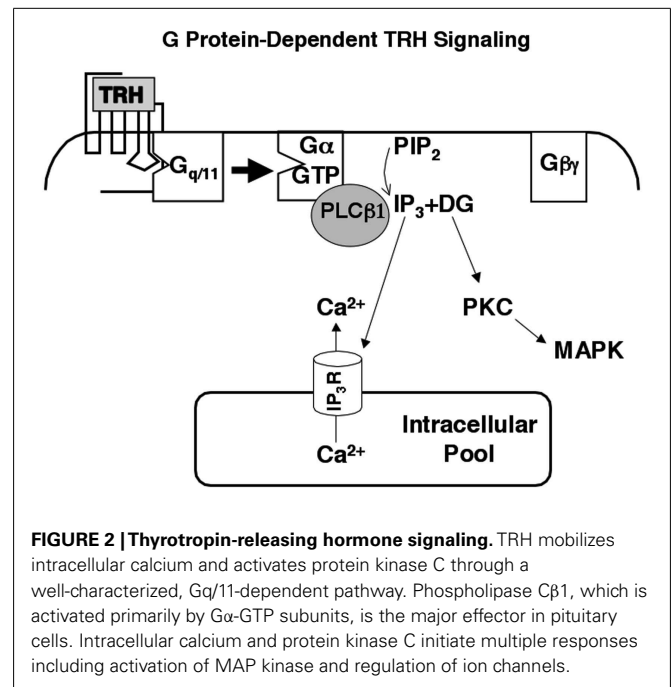 G Protein-Dependent TRH Signaling
TRH
G_q/11
Gα
GTP
PLCβ1
PIP₂
IP₃+DG
Gβγ
PKC
MAPK
Ca²⁺
IP₃R
Ca²⁺
Intracellular
Pool
FIGURE 2 | Thyrotropin-releasing hormone signaling. TRH mobilizes
intracellular calcium and activates protein kinase C through a
well-characterized, Gq/11-dependent pathway. Phospholipase Cβ1, which is
activated primarily by Gα-GTP subunits, is the major effector in pituitary
cells. Intracellular calcium and protein kinase C initiate multiple responses
including activation of MAP kinase and regulation of ion channels.